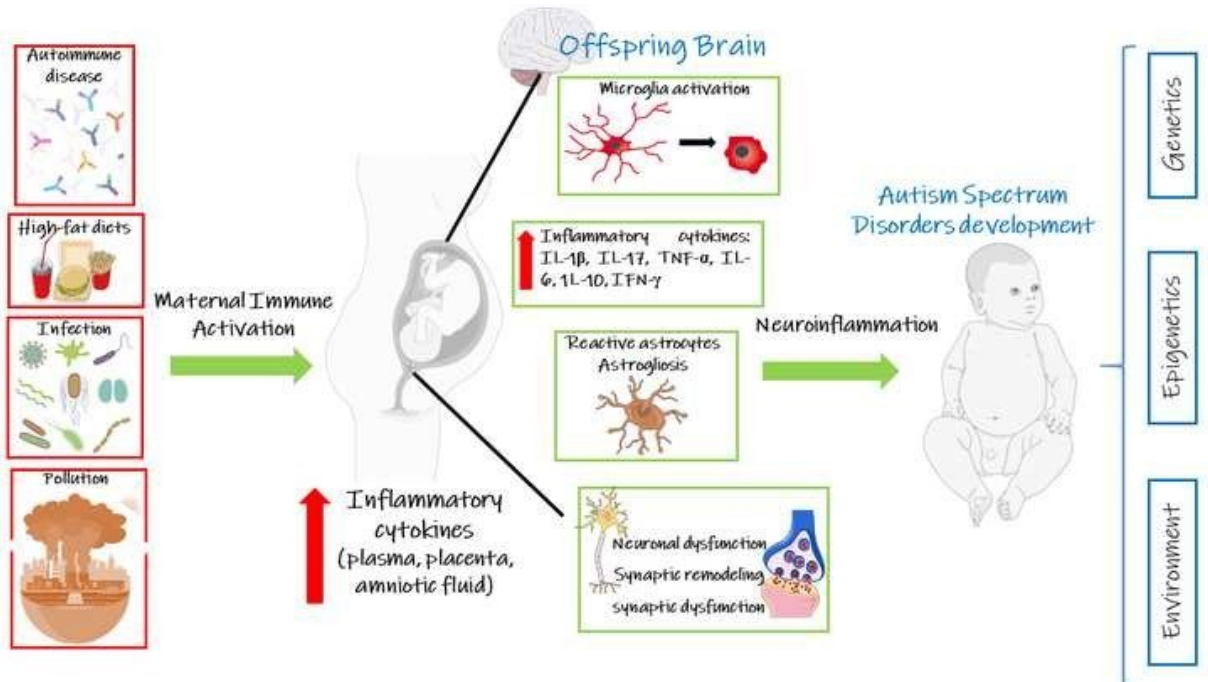 Autoimmune
disease
High-fat diets
Infection
Pollution
Maternal Immune
Activation
Inflammatory
cytokines
(plasma, placenta,
amniotic fluid)
Offspring Brain
Microglia activation
Inflammatory cytokines:
IL-1β, IL-17, TNF-α, IL-
6, IL-10, IFN-γ
Reactive astrocytes
Astrogliosis
Neuronal dysfunction
Synaptic remodeling
synaptic dysfunction
Neuroinflammation
Autism Spectrum
Disorders development
Genetics
Epigenetics
Environment